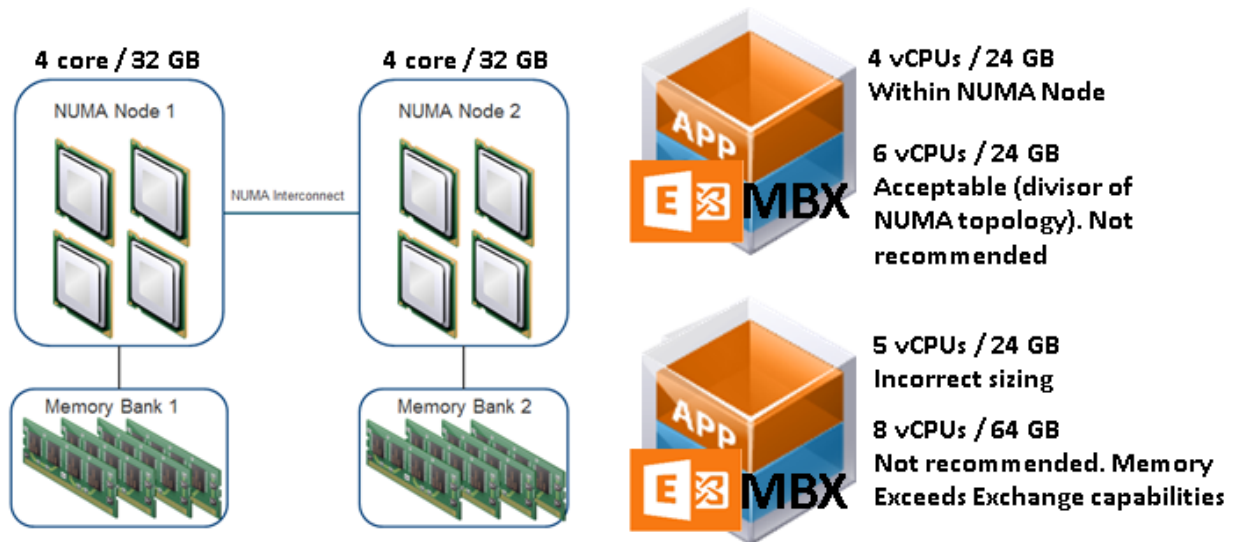 4 core / 32 GB
NUMA Node 1
NUMA Interconnect
Memory Bank 1
4 core / 32 GB
NUMA Node 2
Memory Bank 2
APP
E
MBX
4 vCPUs / 24 GB
Within NUMA Node
6 vCPUs / 24 GB
Acceptable (divisor of
NUMA topology). Not
recommended
APP
E
MBX
5 vCPUs / 24 GB
Incorrect sizing
8 vCPUs / 64 GB
Not recommended. Memory
Exceeds Exchange capabilities